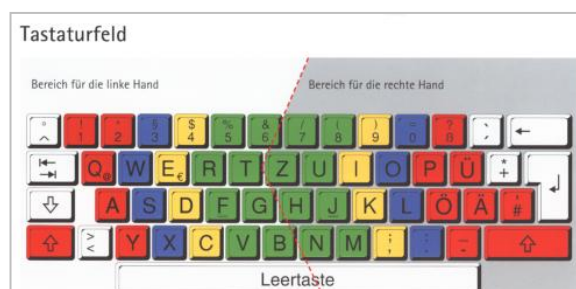 Tastaturfeld
Bereich für die linke Hand Bereich für die rechte Hand
° ^ ! 1 " 2 § 3 $ 4 % 5 & 6 / 7 ( 8 ) 9 = 0 ? ß ` ´ ←
Q @ W E € R T Z U I O P Ü * +
A S D F G H J K L Ö Ä ' #
> < Y X C V B N M ; , : . _ -
Leertaste